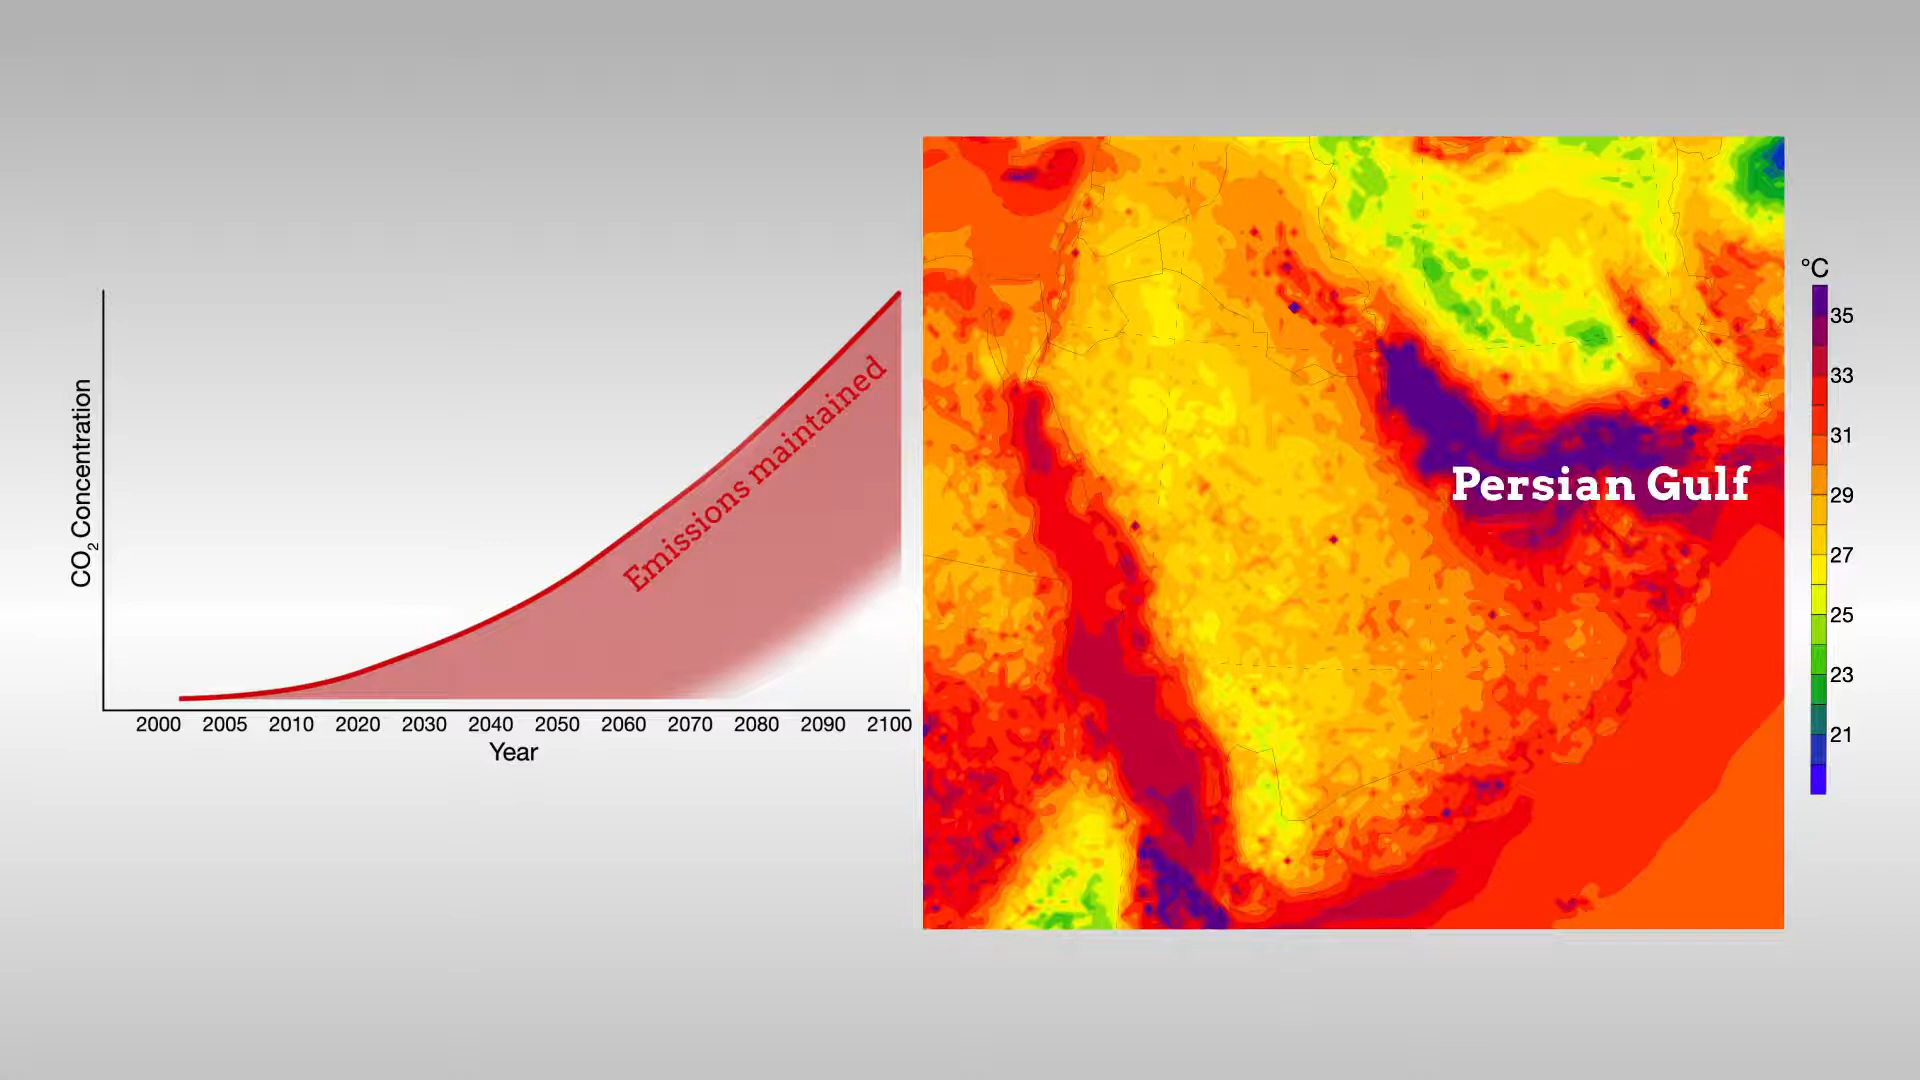 CO2 Concentration
Emissions maintained
2000 2005 2010 2020 2030 2040 2050 2060 2070 2080 2090 2100
Year
Persian Gulf
°C
35
33
31
29
27
25
23
21